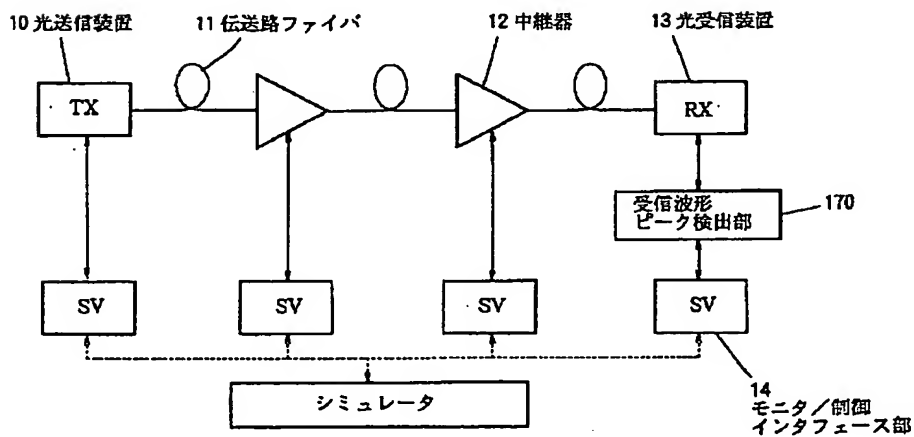 10 光送信装置
11 伝送路ファイバ
12 中継器
13 光受信装置
TX
RX
受信波形
ピーク検出部
170
SV
SV
SV
SV
シミュレータ
14
モニタ／制御
インタフェース部